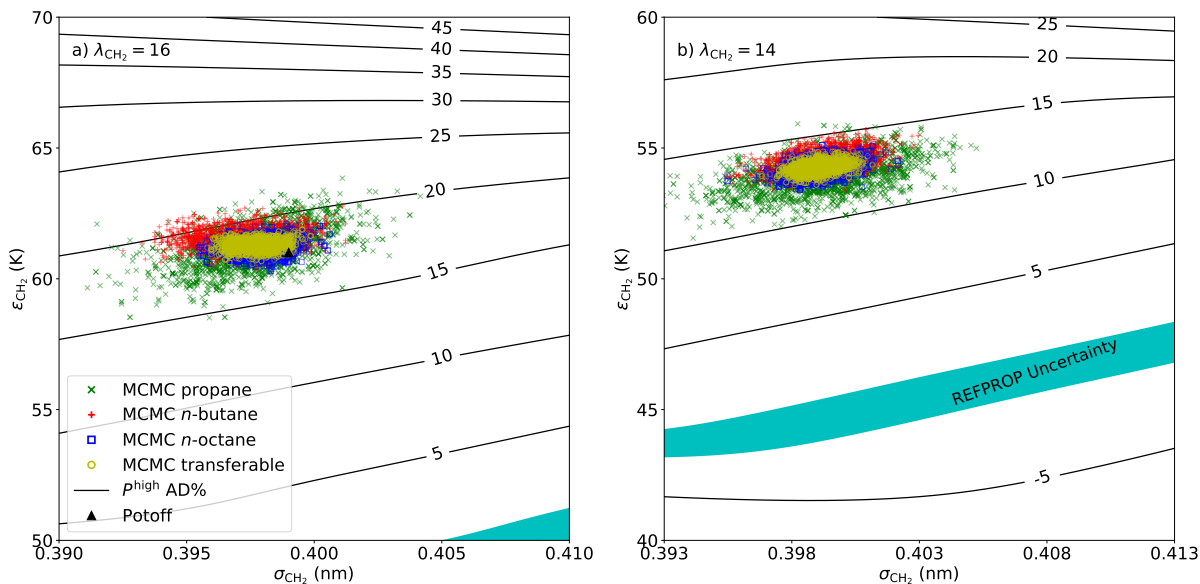 a) λCH₂ = 16
45
40
35
30
25
20
15
10
5
70
65
60
55
50
εCH₂ (K)
0.390
0.395
0.400
0.405
0.410
σCH₂ (nm)
MCMC propane
MCMC n-butane
MCMC n-octane
MCMC transferable
Pʰⁱᵍʰ AD%
Potoff
b) λCH₂ = 14
25
20
15
10
5
REFPROP Uncertainty
-5
60
55
50
45
40
εCH₂ (K)
0.393
0.398
0.403
0.408
0.413
σCH₂ (nm)